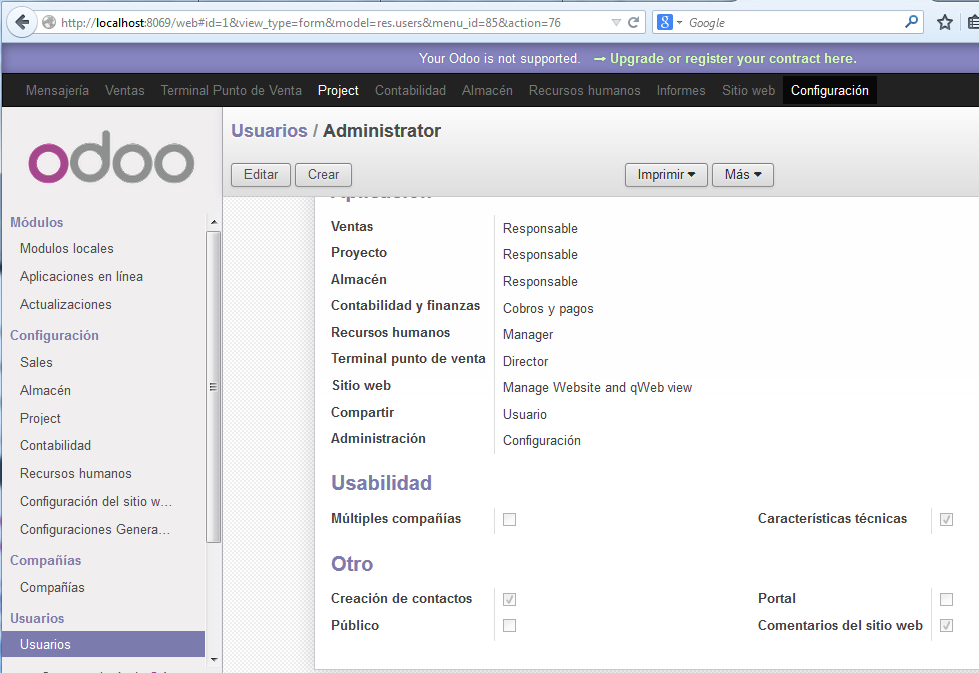 http://localhost:8069/web#id=1&view_type=form&model=res.users&menu_id=85&action=76
8 Google
Your Odoo is not supported. → Upgrade or register your contract here.
Mensajería Ventas Terminal Punto de Venta Project Contabilidad Almacén Recursos humanos Informes Sitio web Configuración
odoo
Usuarios / Administrator
Editar Crear Imprimir Más
Módulos
Modulos locales
Aplicaciones en línea
Actualizaciones
Configuración
Sales
Almacén
Project
Contabilidad
Recursos humanos
Configuración del sitio w...
Configuraciones Genera...
Compañías
Compañías
Usuarios
Usuarios
Aplicación
Ventas Responsable
Proyecto Responsable
Almacén Responsable
Contabilidad y finanzas Cobros y pagos
Recursos humanos Manager
Terminal punto de venta Director
Sitio web Manage Website and qWeb view
Compartir Usuario
Administración Configuración
Usabilidad
Múltiples compañías Características técnicas
Otro
Creación de contactos Portal
Público Comentarios del sitio web